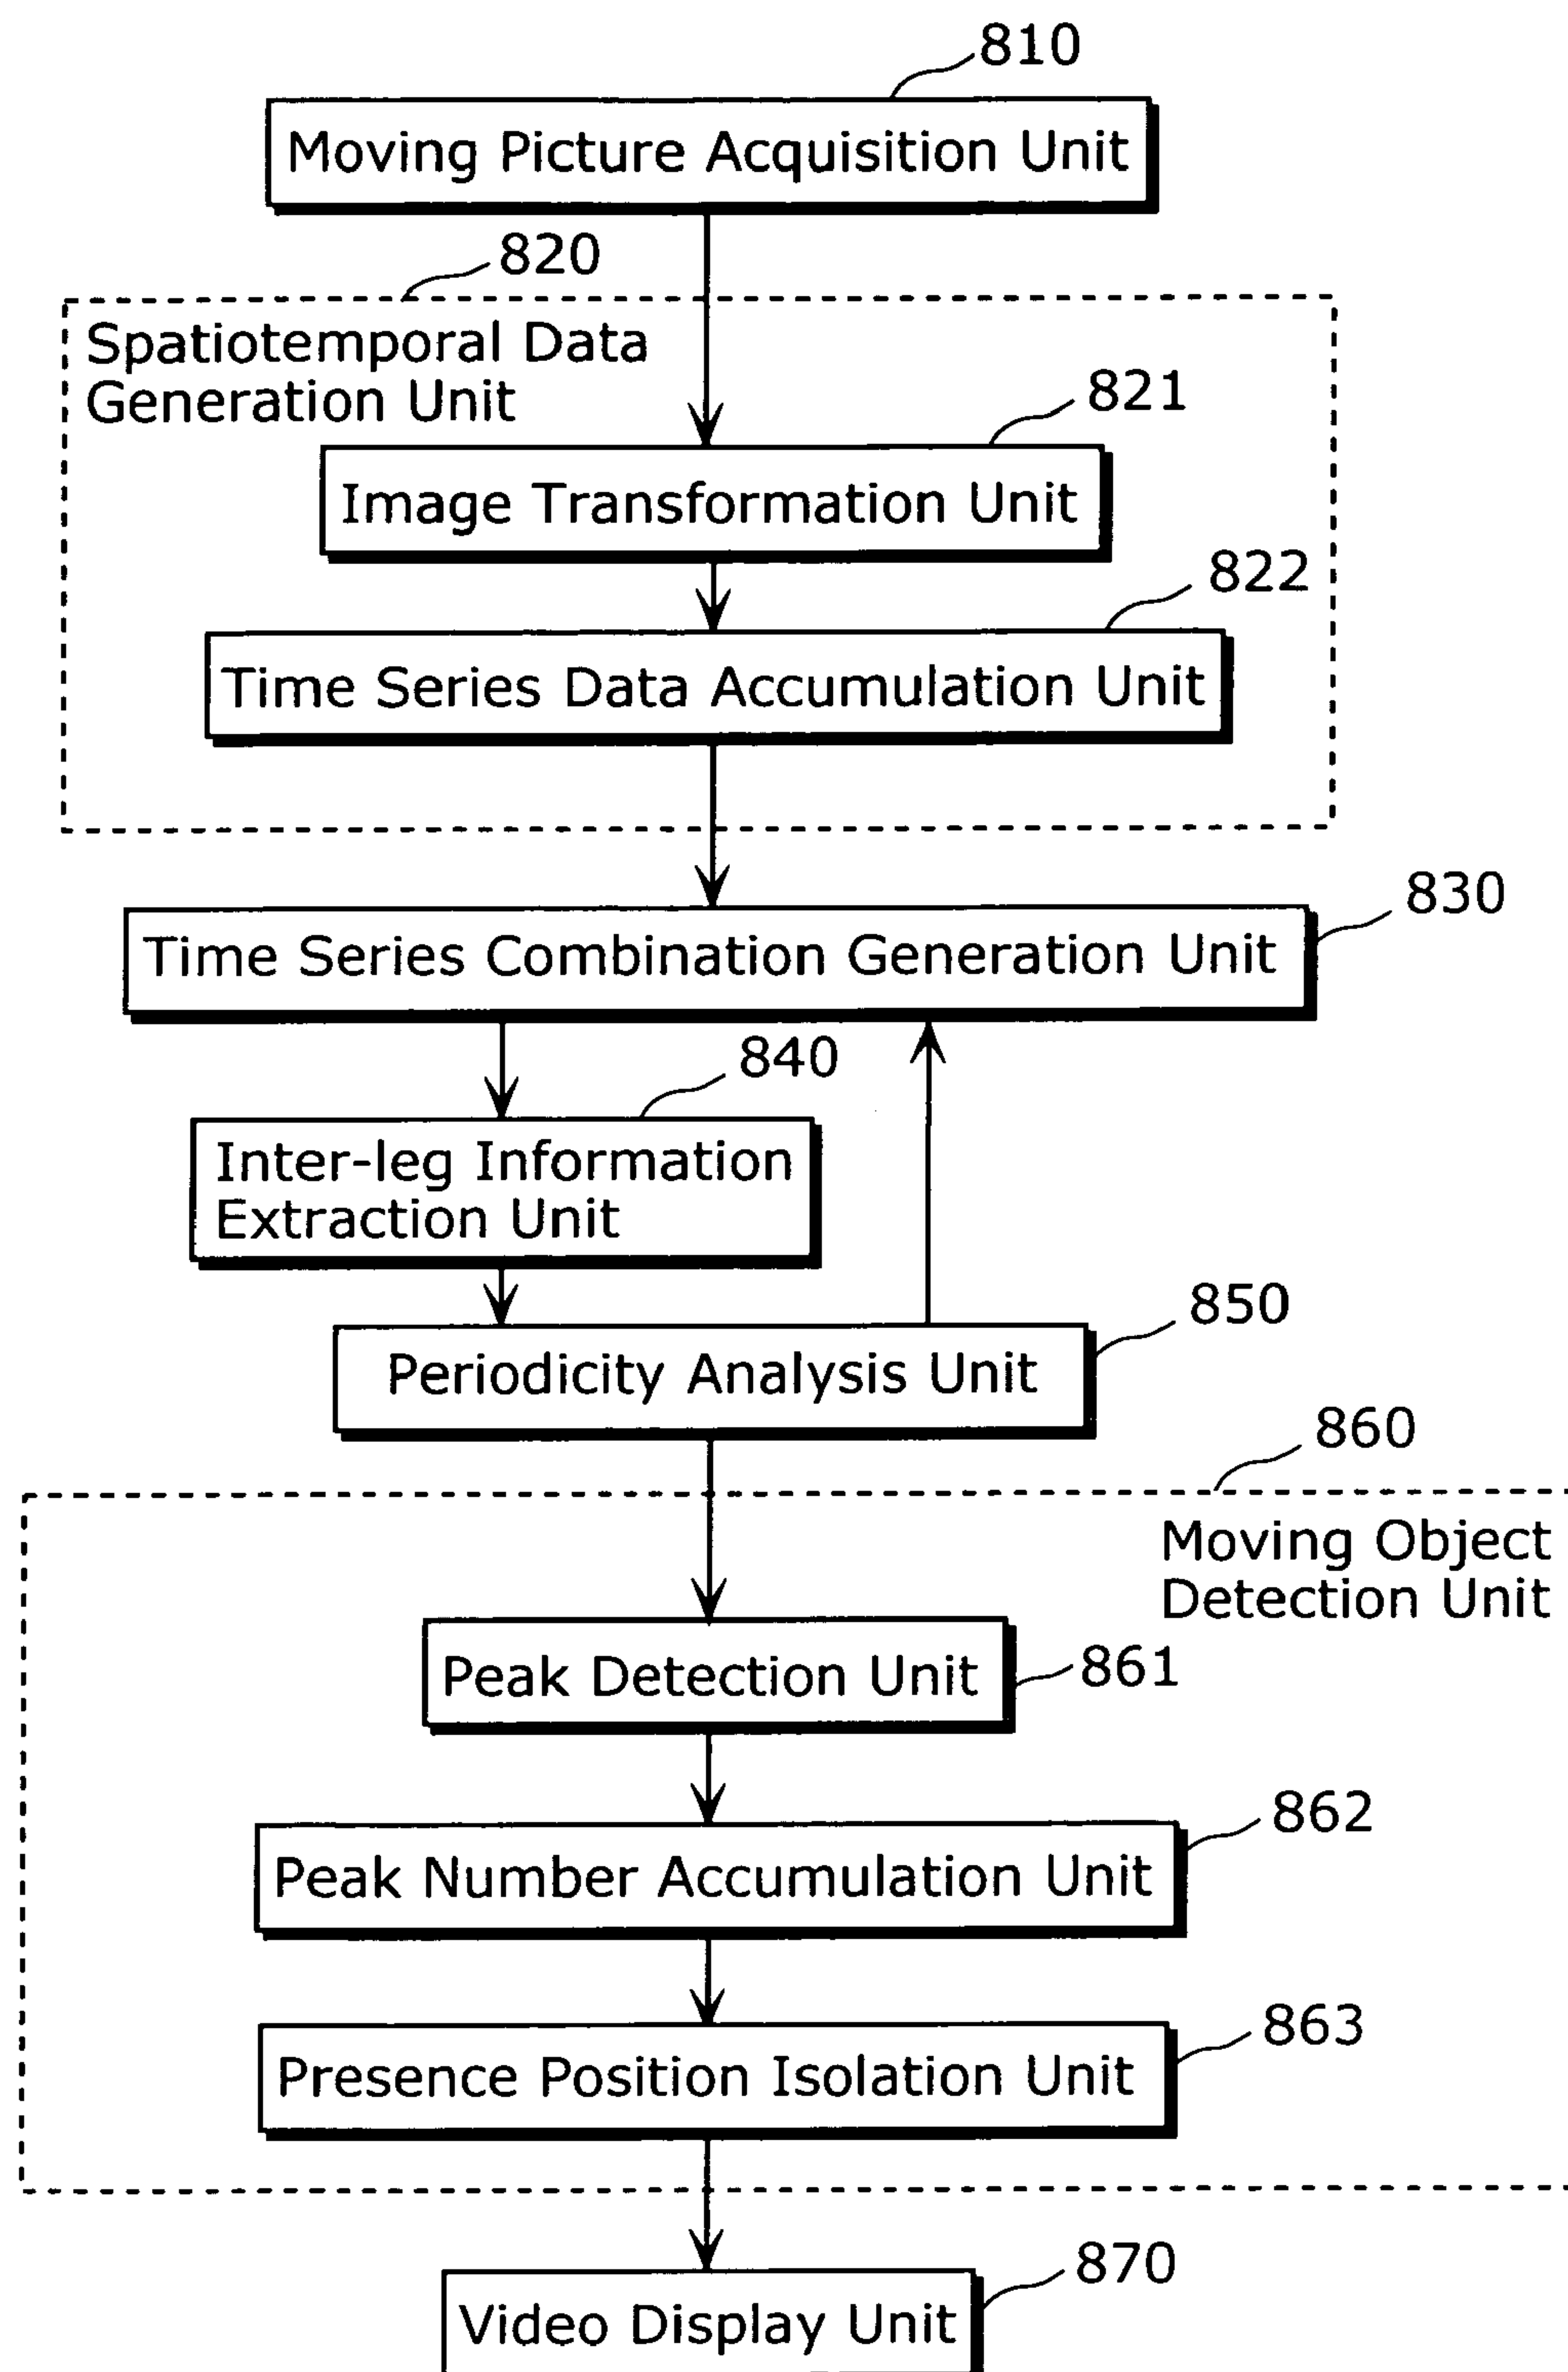 810
Moving Picture Acquisition Unit
820
Spatiotemporal Data
Generation Unit
821
Image Transformation Unit
822
Time Series Data Accumulation Unit
830
Time Series Combination Generation Unit
840
Inter-leg Information
Extraction Unit
850
Periodicity Analysis Unit
860
Moving Object
Detection Unit
Peak Detection Unit
861
862
Peak Number Accumulation Unit
863
Presence Position Isolation Unit
870
Video Display Unit